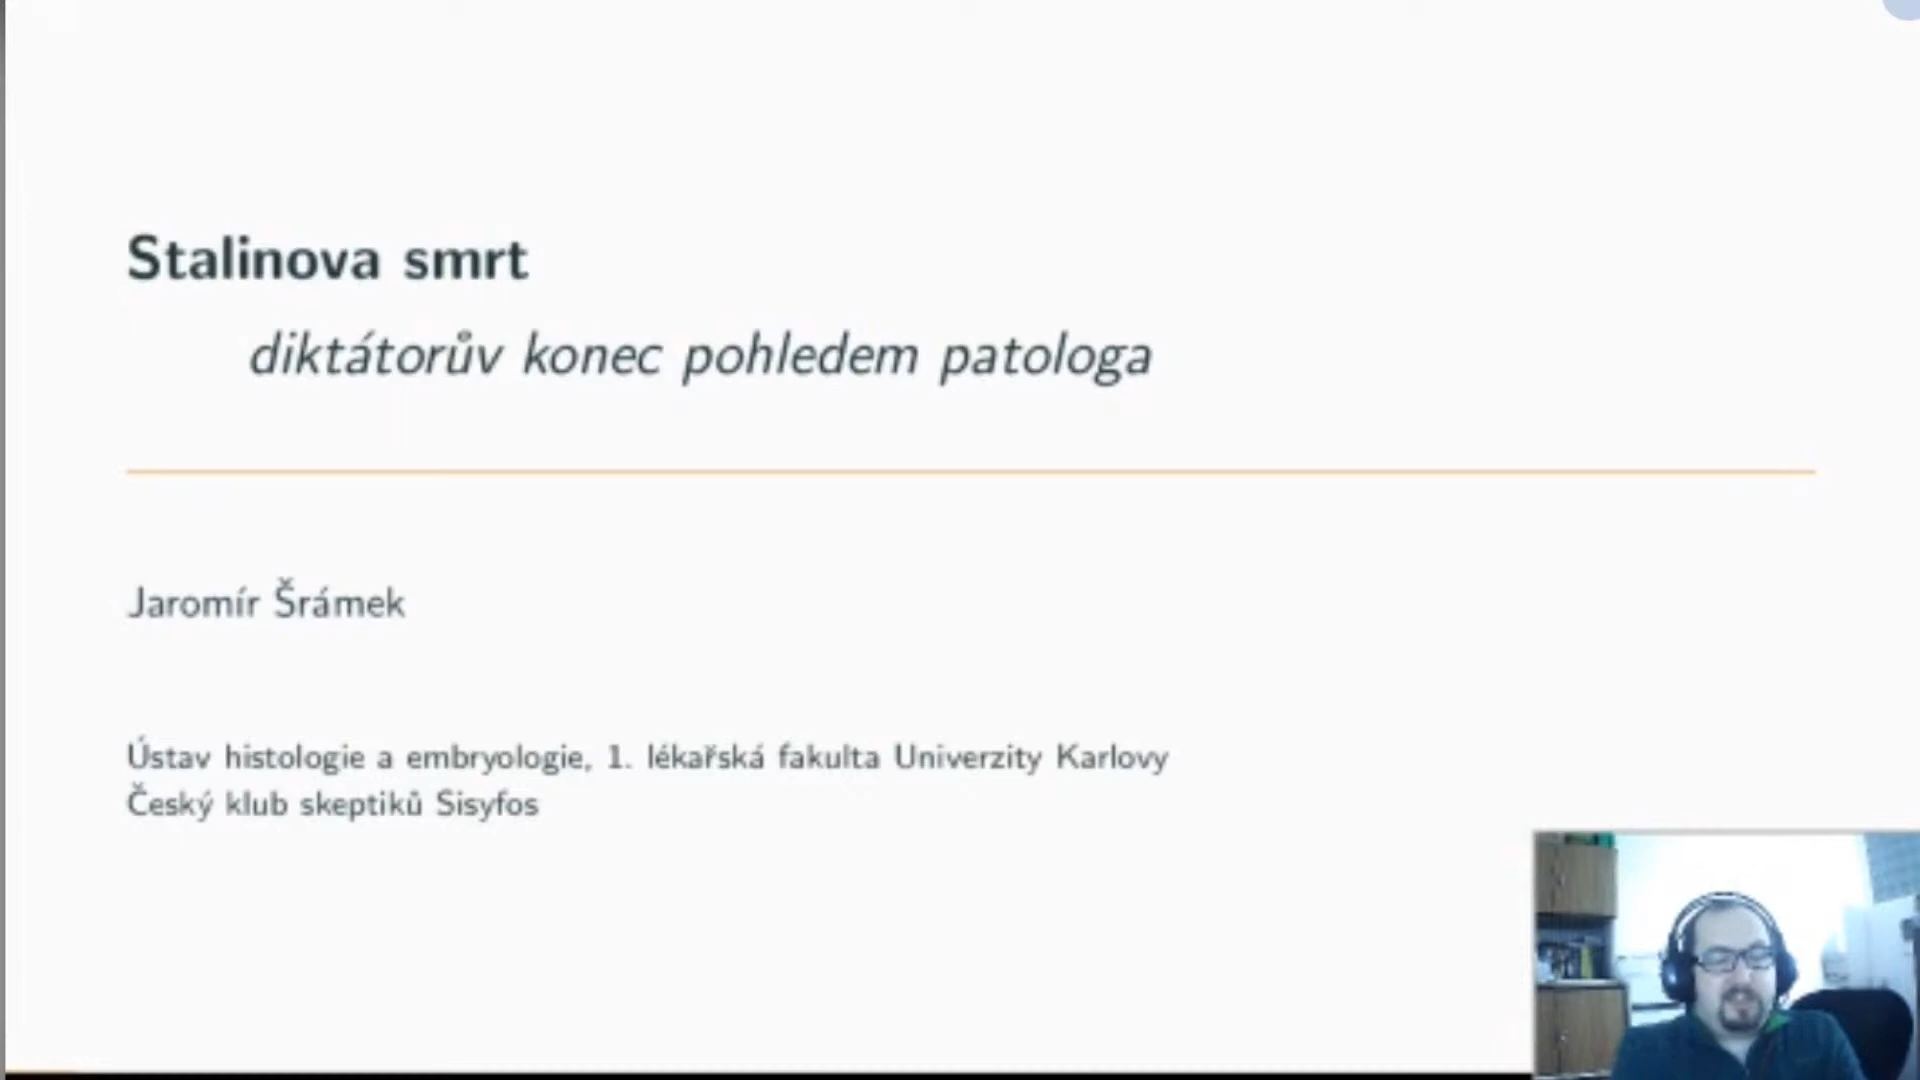 Stalinova smrt
diktátorův konec pohledem patologa
Jaromír Šrámek
Ústav histologie a embryologie, 1. lékařská fakulta Univerzity Karlovy
Český klub skeptiků Sisyfos